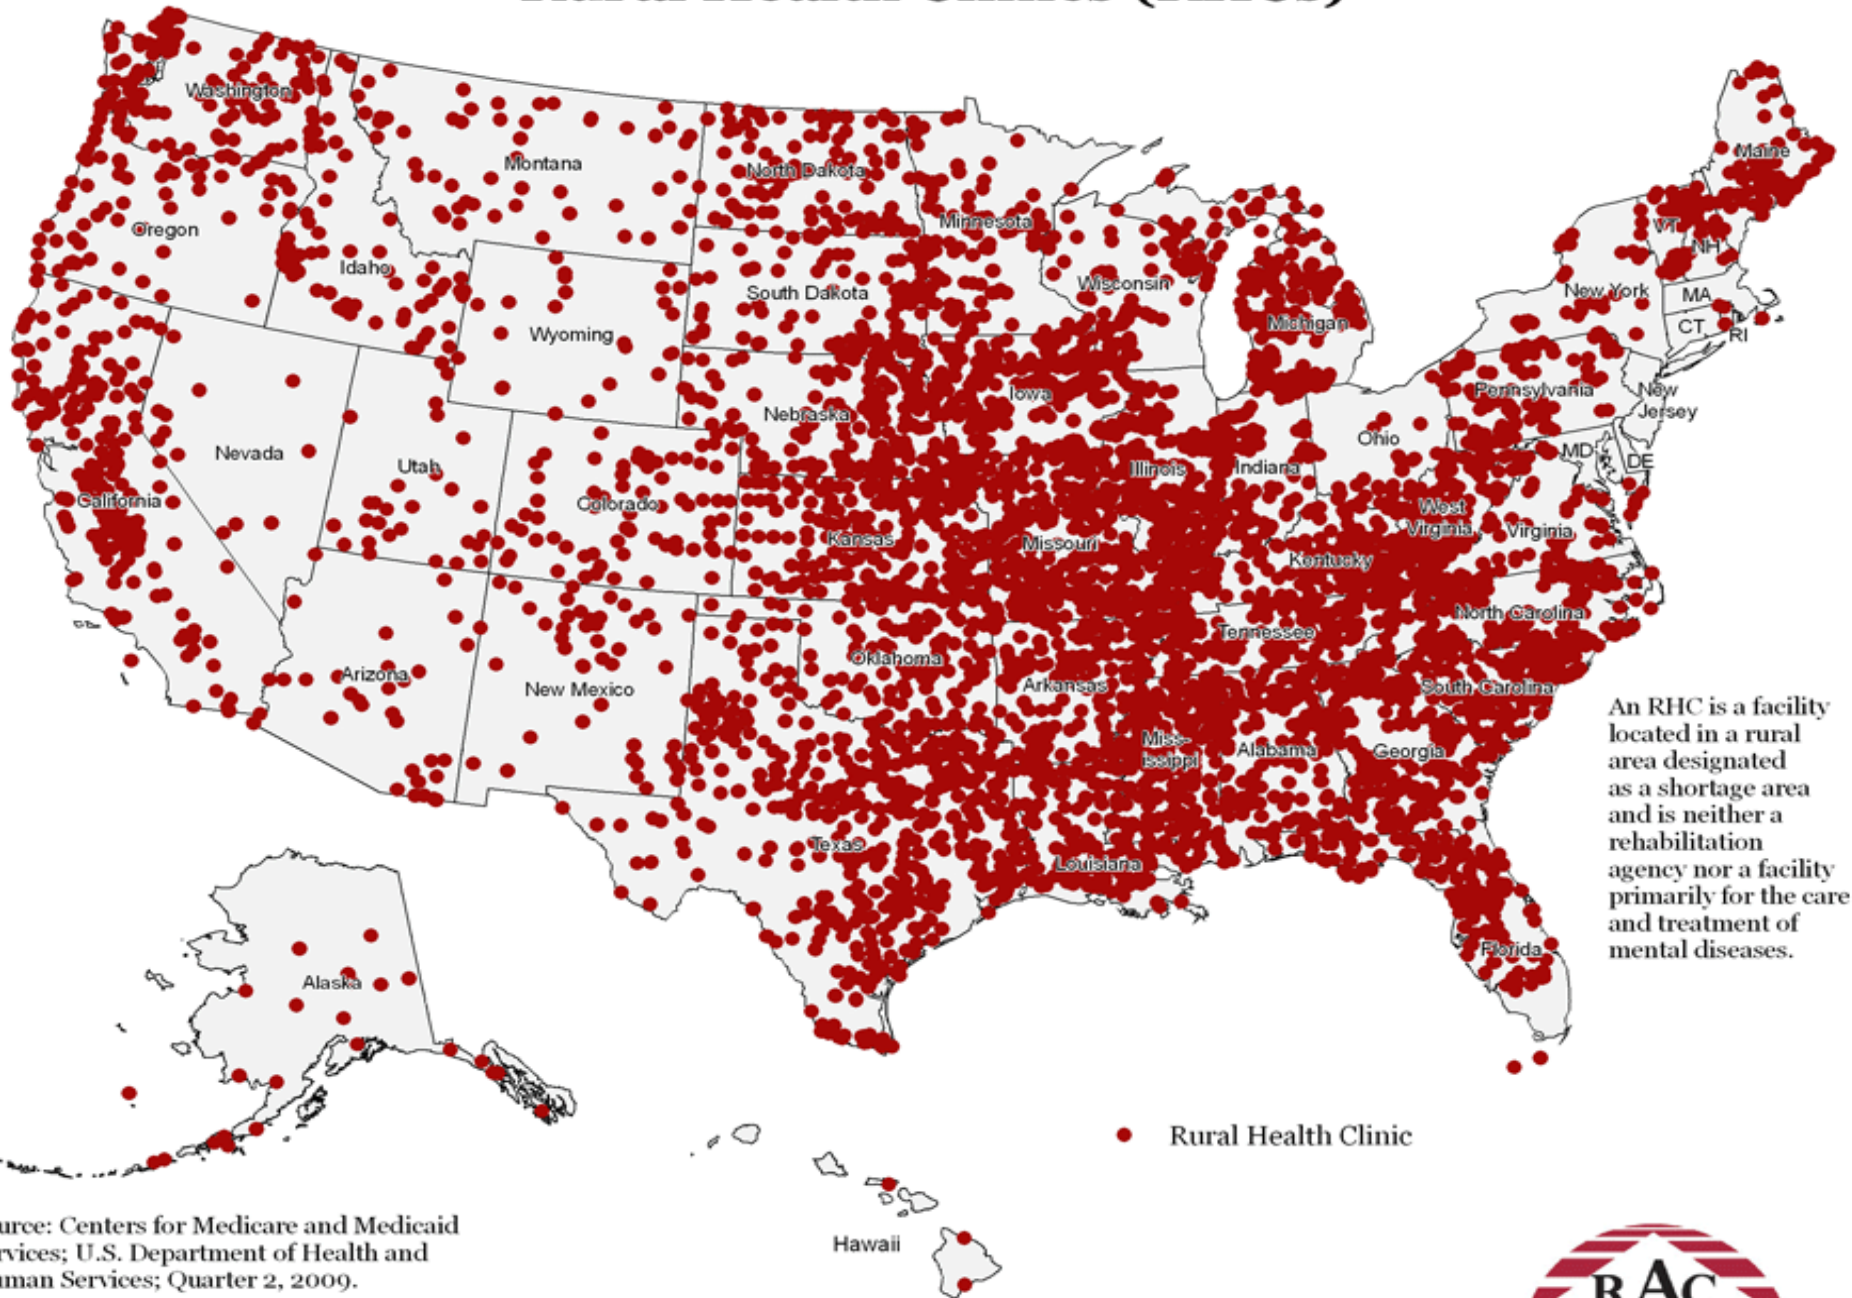 Rural Health Clinics (RHCs)
Washington
Montana
North Dakota
Minnesota
Maine
Oregon
Idaho
VT
NH
Wisconsin
South Dakota
New York
MA
Michigan
Wyoming
CT
RI
Iowa
Nebraska
Pennsylvania
New
Jersey
Ohio
Nevada
Utah
MD
DE
Illinois
Indiana
California
Colorado
West
Virginia
Virginia
Kansas
Missouri
Kentucky
North Carolina
Tennessee
Oklahoma
Arkansas
Arizona
New Mexico
South Carolina
Miss-
issippi
Alabama
Georgia
Texas
Louisiana
Florida
An RHC is a facility
located in a rural
area designated
as a shortage area
and is neither a
rehabilitation
agency nor a facility
primarily for the care
and treatment of
mental diseases.
Alaska
Rural Health Clinic
Hawaii
urce: Centers for Medicare and Medicaid
rvices; U.S. Department of Health and
uman Services; Quarter 2, 2009.
RAC